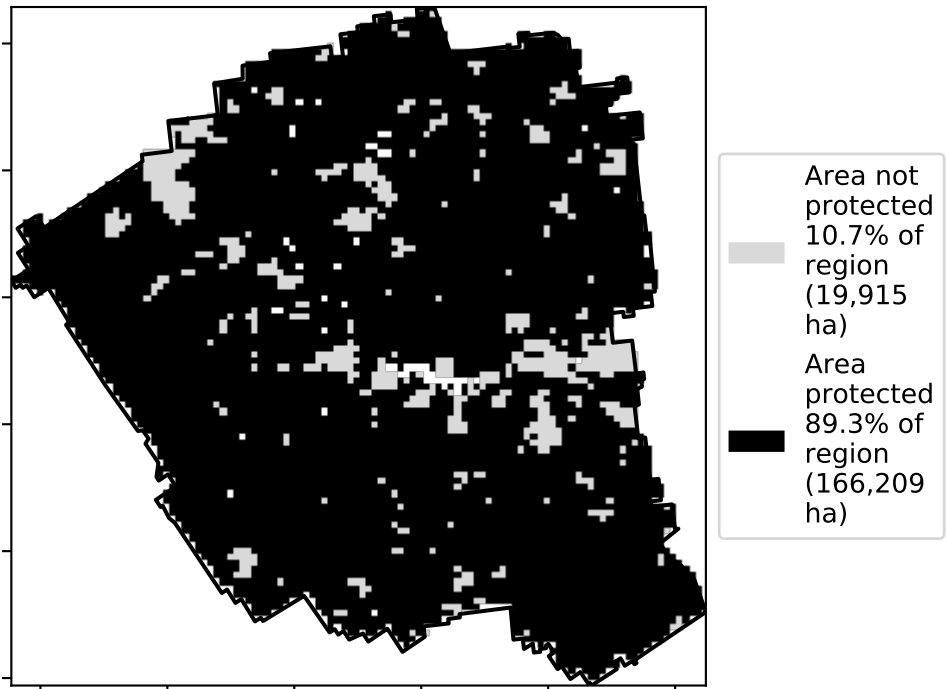 Area not
protected
10.7% of
region
(19,915
ha)
Area
protected
89.3% of
region
(166,209
ha)